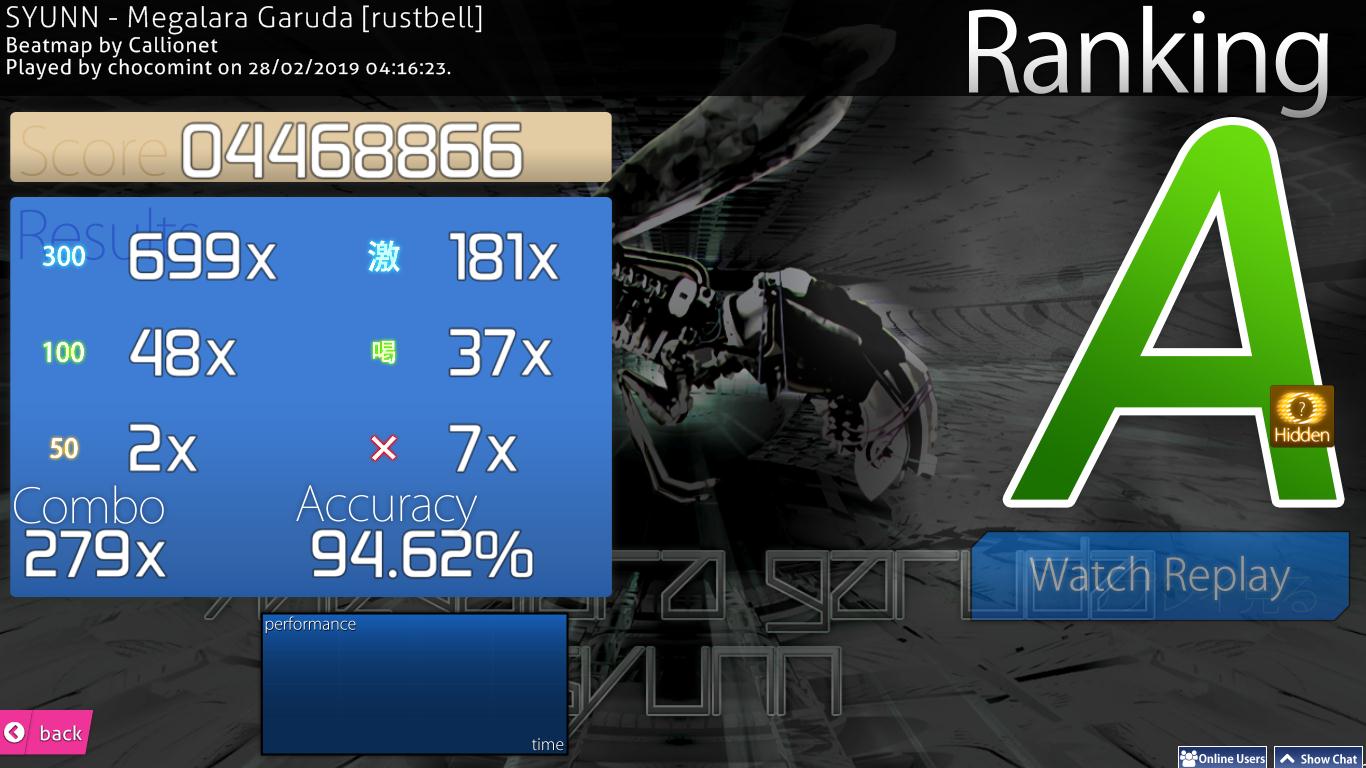 SYUNN - Megalara Garuda [rustbell]
Beatmap by Callionet
Played by chocomint on 28/02/2019 04:16:23.
Ranking
Score 04468866
Results
300 699x 激 181x
100 48x 喝 37x
50 2x 7x
Hidden
Combo Accuracy
279x 94.62%
Watch Replay
performance
syunn
time
back
Online Users Show Chat